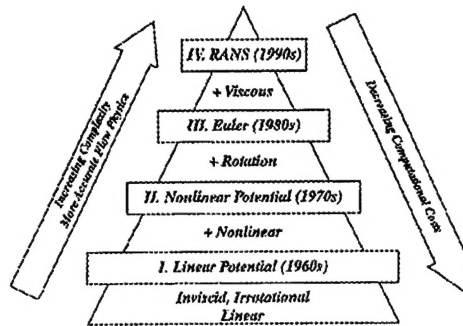 IV. RANS (1990s)
+ Viscous
III. Euler (1980s)
+ Rotation
II. Nonlinear Potential (1970s)
+ Nonlinear
I. Linear Potential (1960s)
Inviscid, Irrotational
Linear
Increasing Complexity
More Accurate Flow Physics
Decreasing Computational Costs